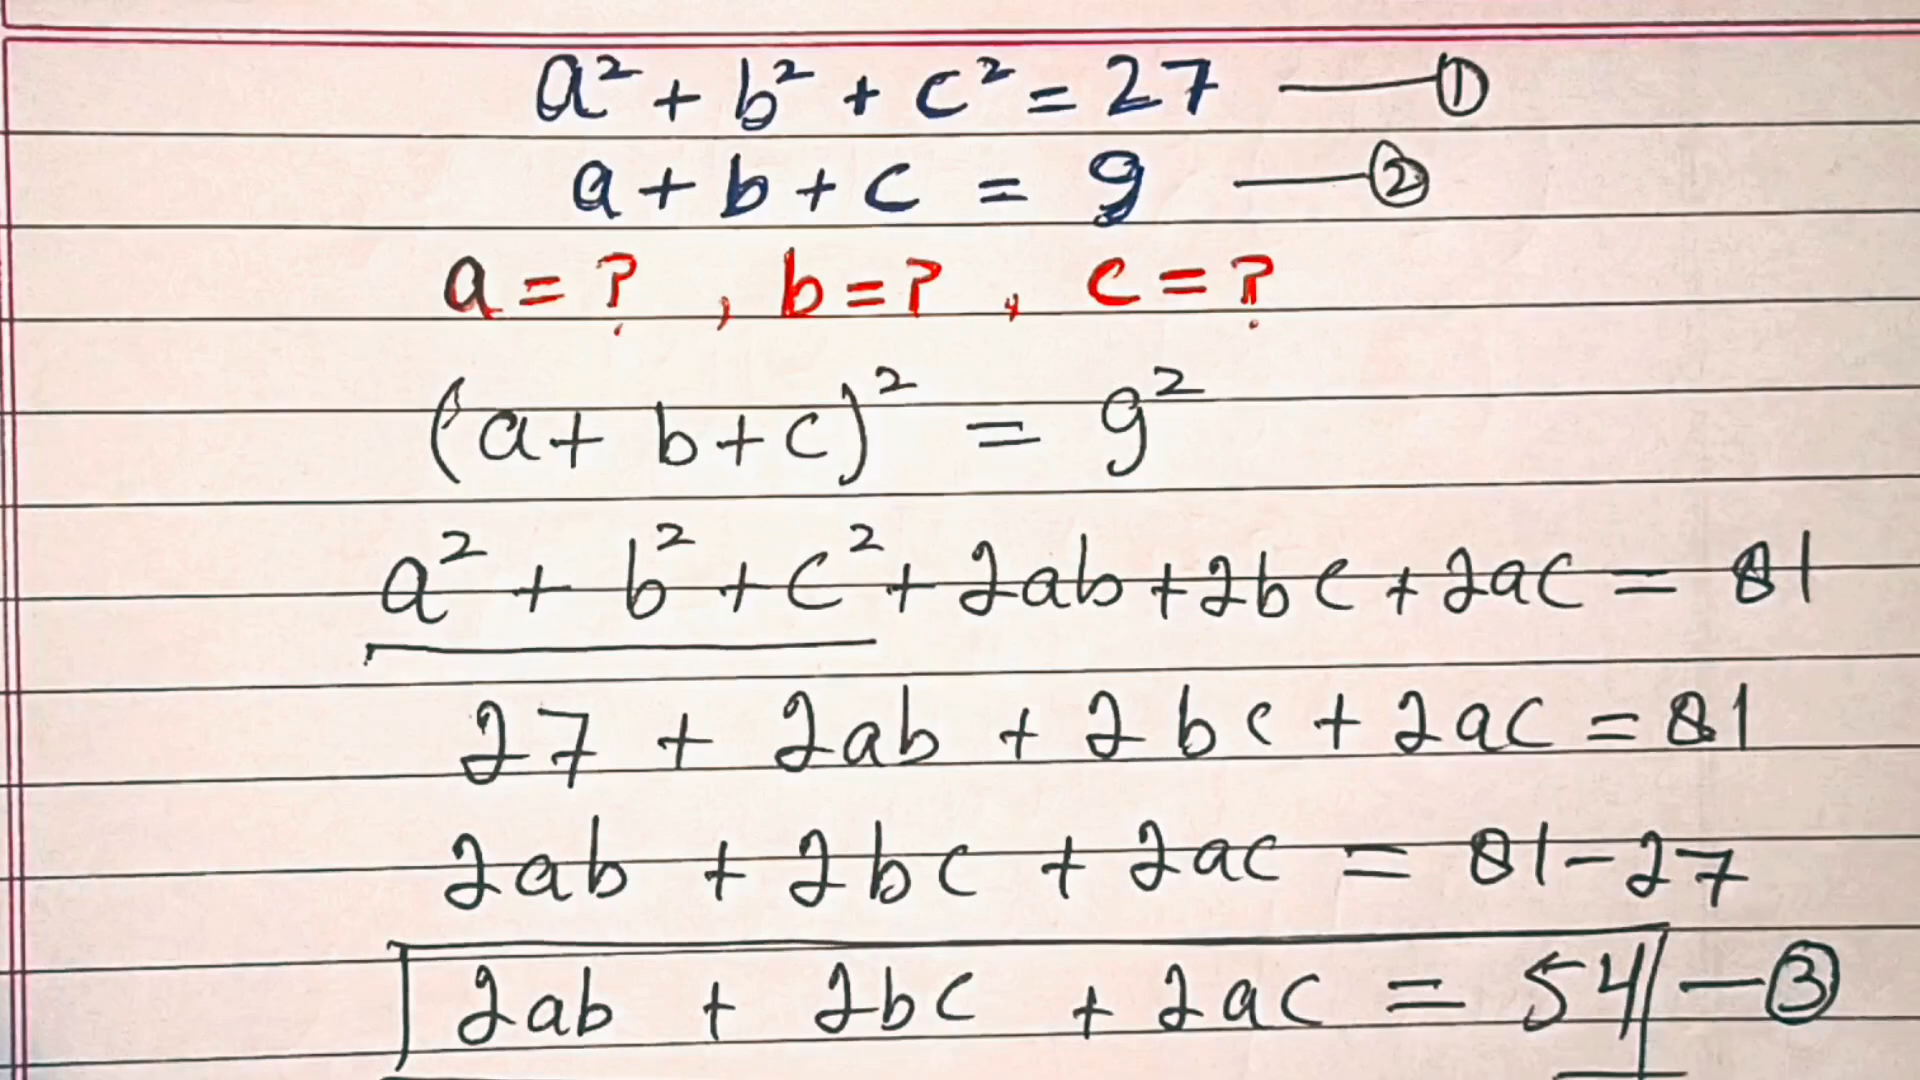 a² + b² + c² = 27 —— ①
a + b + c = 9 —— ②
a = ? , b = ? , c = ?
(a + b + c)² = 9²
a² + b² + c² + 2ab + 2bc + 2ac = 81
27 + 2ab + 2bc + 2ac = 81
2ab + 2bc + 2ac = 81 - 27
2ab + 2bc + 2ac = 54 — ③